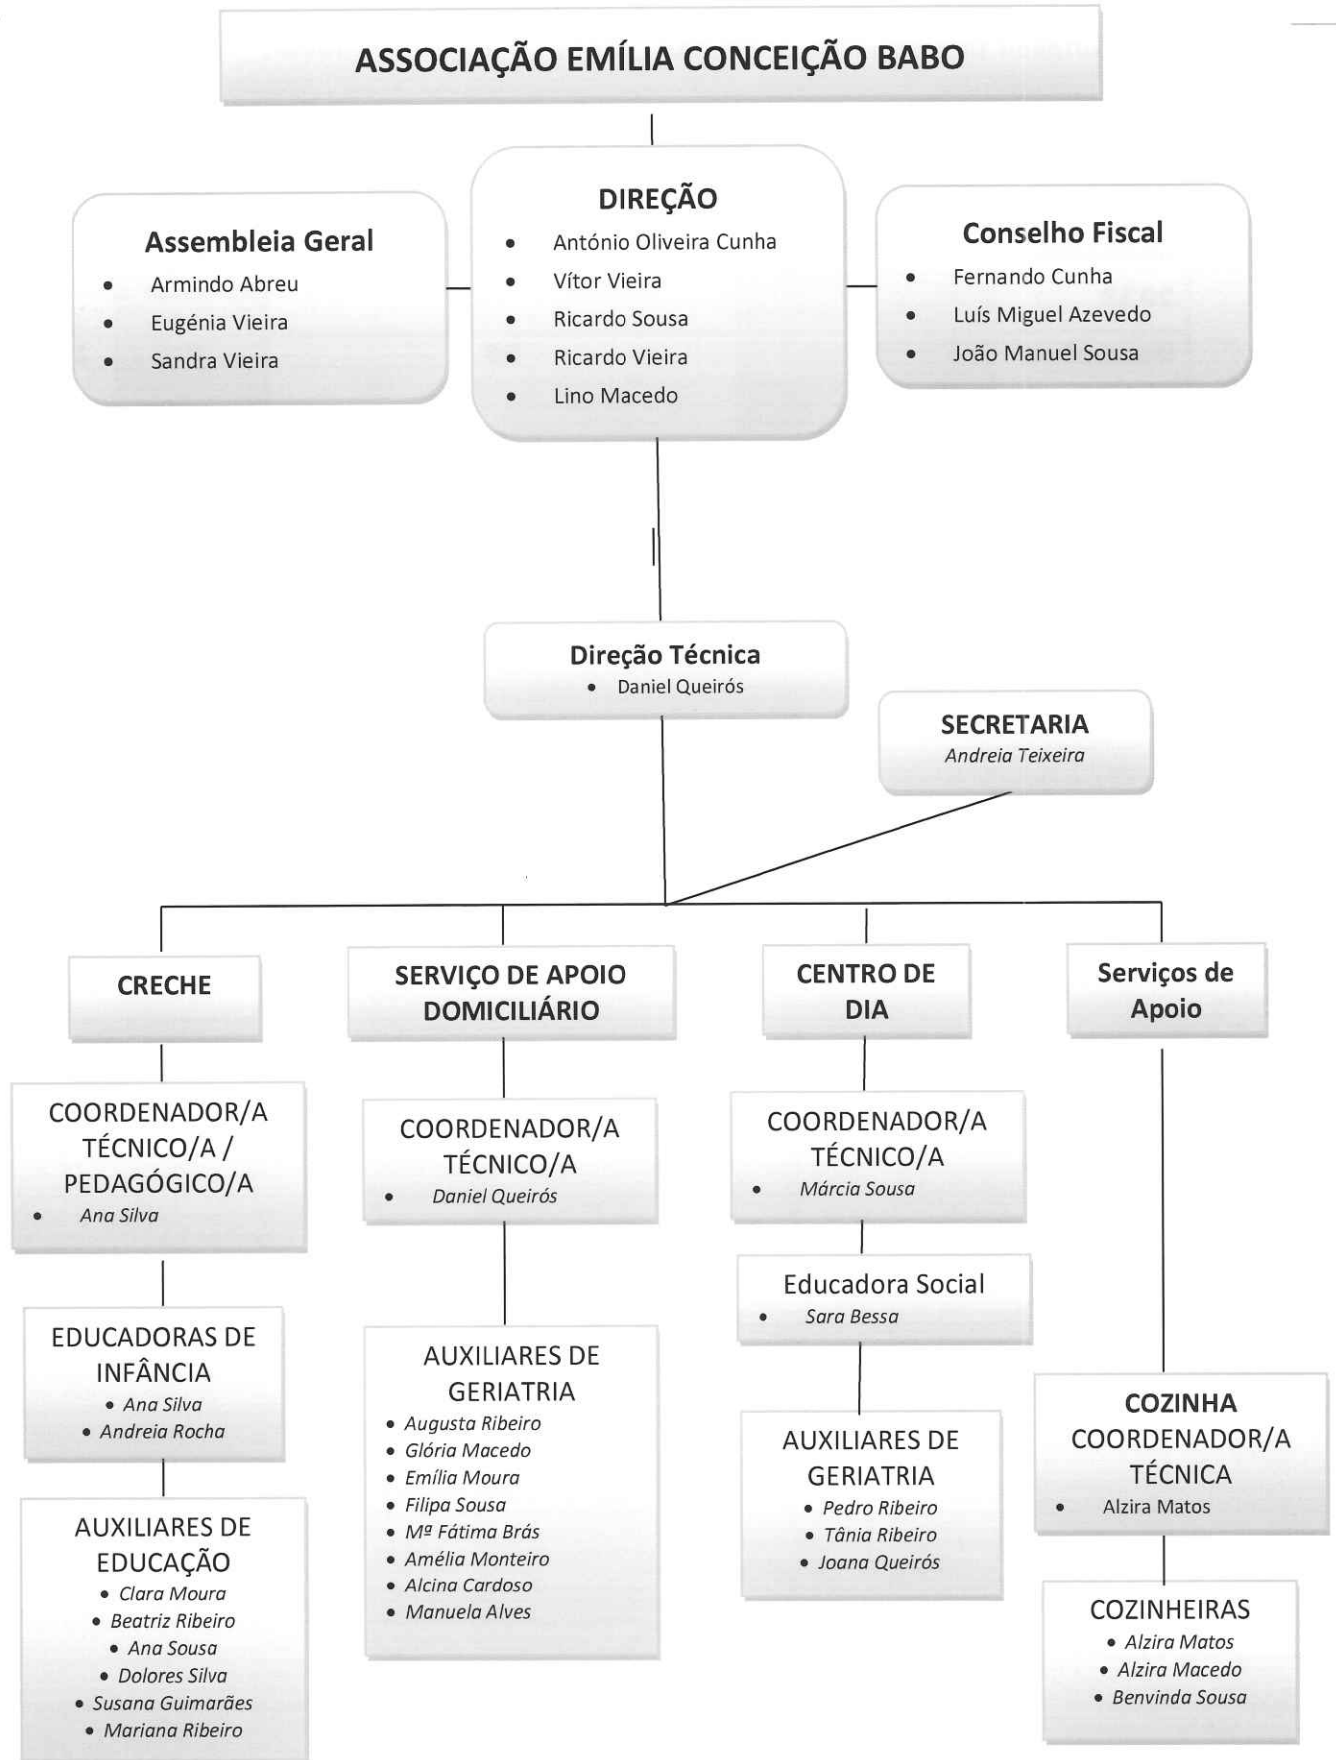 ASSOCIAÇÃO EMÍLIA CONCEIÇÃO BABO
DIREÇÃO
• António Oliveira Cunha
• Vítor Vieira
• Ricardo Sousa
• Ricardo Vieira
• Lino Macedo
Assembleia Geral
• Armindo Abreu
• Eugénia Vieira
• Sandra Vieira
Conselho Fiscal
• Fernando Cunha
• Luís Miguel Azevedo
• João Manuel Sousa
Direção Técnica
• Daniel Queirós
SECRETARIA
Andreia Teixeira
CRECHE
COORDENADOR/A
TÉCNICO/A /
PEDAGÓGICO/A
• Ana Silva
EDUCADORAS DE
INFÂNCIA
• Ana Silva
• Andreia Rocha
AUXILIARES DE
EDUCAÇÃO
• Clara Moura
• Beatriz Ribeiro
• Ana Sousa
• Dolores Silva
• Susana Guimarães
• Mariana Ribeiro
SERVIÇO DE APOIO
DOMICILIÁRIO
COORDENADOR/A
TÉCNICO/A
• Daniel Queirós
AUXILIARES DE
GERIATRIA
• Augusta Ribeiro
• Glória Macedo
• Emília Moura
• Filipa Sousa
• Mª Fátima Brás
• Amélia Monteiro
• Alcina Cardoso
• Manuela Alves
CENTRO DE
DIA
COORDENADOR/A
TÉCNICO/A
• Márcia Sousa
Educadora Social
• Sara Bessa
AUXILIARES DE
GERIATRIA
• Pedro Ribeiro
• Tânia Ribeiro
• Joana Queirós
Serviços de
Apoio
COZINHA
COORDENADOR/A
TÉCNICA
• Alzira Matos
COZINHEIRAS
• Alzira Matos
• Alzira Macedo
• Benvinda Sousa